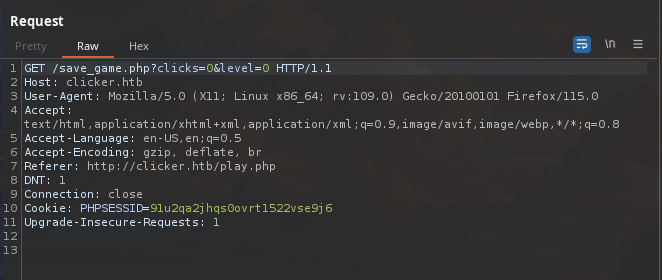 Request
Pretty Raw Hex
\n
1 GET /save_game.php?clicks=0&level=0 HTTP/1.1
2 Host: clicker.htb
3 User-Agent: Mozilla/5.0 (X11; Linux x86_64; rv:109.0) Gecko/20100101 Firefox/115.0
4 Accept:
text/html,application/xhtml+xml,application/xml;q=0.9,image/avif,image/webp,*/*;q=0.8
5 Accept-Language: en-US,en;q=0.5
6 Accept-Encoding: gzip, deflate, br
7 Referer: http://clicker.htb/play.php
8 DNT: 1
9 Connection: close
10 Cookie: PHPSESSID=91u2qa2jhqs0ovrt1522vse9j6
11 Upgrade-Insecure-Requests: 1
12
13